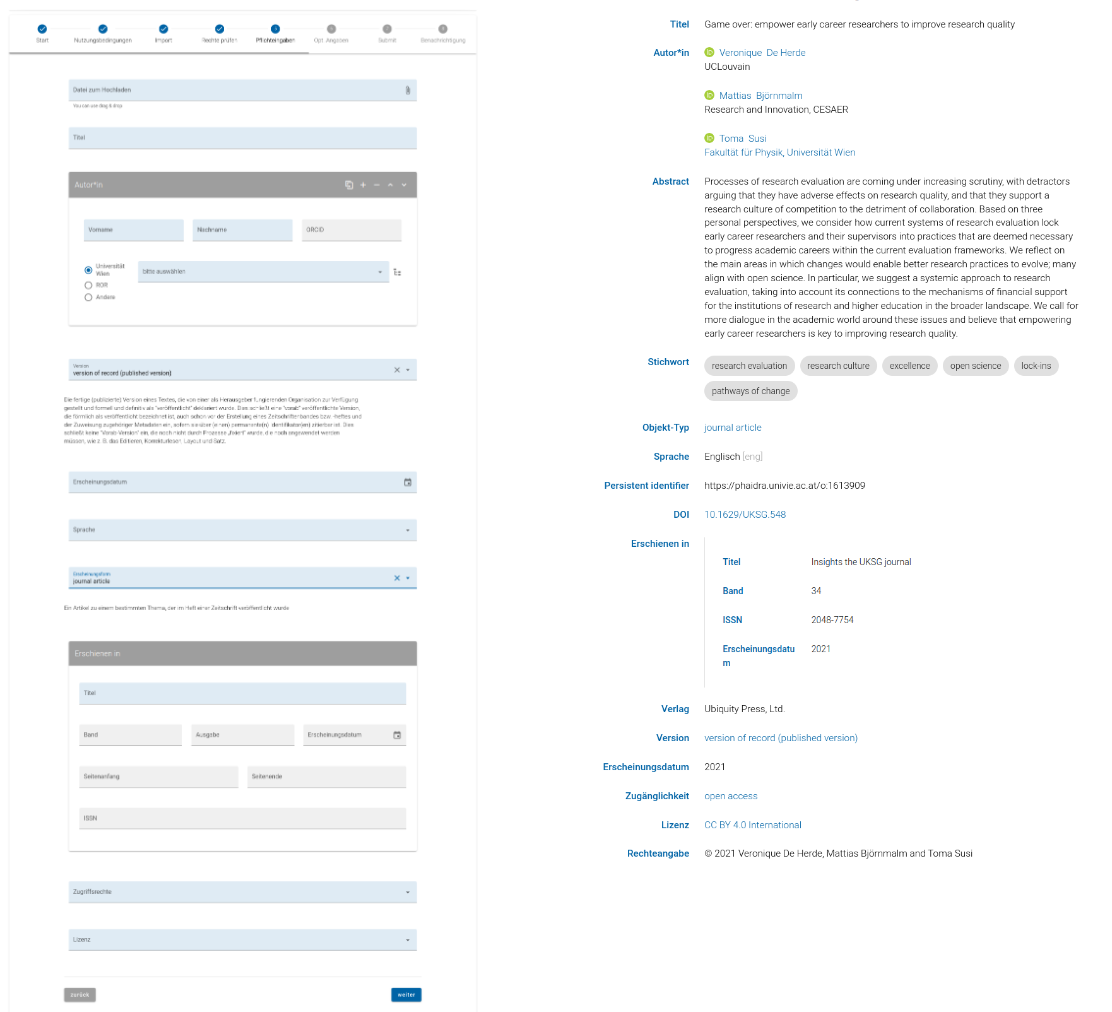 Start Nutzungsbedingungen Import Rechte prüfen Pflichteingaben Opt. Angaben Submit Benachrichtigung
Datei zum Hochladen
You can use drag & drop
Titel
Autor*in
Vorname Nachname ORCID
Universität Wien
bitte auswählen
ROR
Andere
Version
version of record (published version)
Die fertige (publizierte) Version eines Textes, die von einer als Herausgeber fungierenden Organisation zur Verfügung
gestellt und formell und definitiv als "veröffentlicht" deklariert wurde. Dies schließt eine "vorab" veröffentlichte Version,
die förmlich als veröffentlicht bezeichnet ist, auch schon vor der Erstellung eines Zeitschriftenbandes bzw. -heftes und
der Zuweisung zugehöriger Metadaten ein, sofern sie über (einen) permanente(n) Identifikator(en) zitierbar ist. Dies
schließt keine "Vorab-Version" ein, die noch nicht durch Prozesse „fixiert" wurde, die noch angewendet werden
müssen, wie z. B. das Editieren, Korrekturlesen, Layout und Satz.
Erscheinungsdatum
Sprache
Erscheinungsform
journal article
Ein Artikel zu einem bestimmten Thema, der im Heft einer Zeitschrift veröffentlicht wurde
Erschienen in
Titel
Band Ausgabe Erscheinungsdatum
Seitenanfang Seitenende
ISSN
Zugriffsrechte
Lizenz
zurück weiter
Titel Game over: empower early career researchers to improve research quality
Autor*in Veronique De Herde
UCLouvain
Mattias Björnmalm
Research and Innovation, CESAER
Toma Susi
Fakultät für Physik, Universität Wien
Abstract Processes of research evaluation are coming under increasing scrutiny, with detractors
arguing that they have adverse effects on research quality, and that they support a
research culture of competition to the detriment of collaboration. Based on three
personal perspectives, we consider how current systems of research evaluation lock
early career researchers and their supervisors into practices that are deemed necessary
to progress academic careers within the current evaluation frameworks. We reflect on
the main areas in which changes would enable better research practices to evolve; many
align with open science. In particular, we suggest a systemic approach to research
evaluation, taking into account its connections to the mechanisms of financial support
for the institutions of research and higher education in the broader landscape. We call for
more dialogue in the academic world around these issues and believe that empowering
early career researchers is key to improving research quality.
Stichwort research evaluation research culture excellence open science lock-ins
pathways of change
Objekt-Typ journal article
Sprache Englisch [eng]
Persistent identifier https://phaidra.univie.ac.at/o:1613909
DOI 10.1629/UKSG.548
Erschienen in
Titel Insights the UKSG journal
Band 34
ISSN 2048-7754
Erscheinungsdatu 2021
m
Verlag Ubiquity Press, Ltd.
Version version of record (published version)
Erscheinungsdatum 2021
Zugänglichkeit open access
Lizenz CC BY 4.0 International
Rechteangabe © 2021 Veronique De Herde, Mattias Björnmalm and Toma Susi